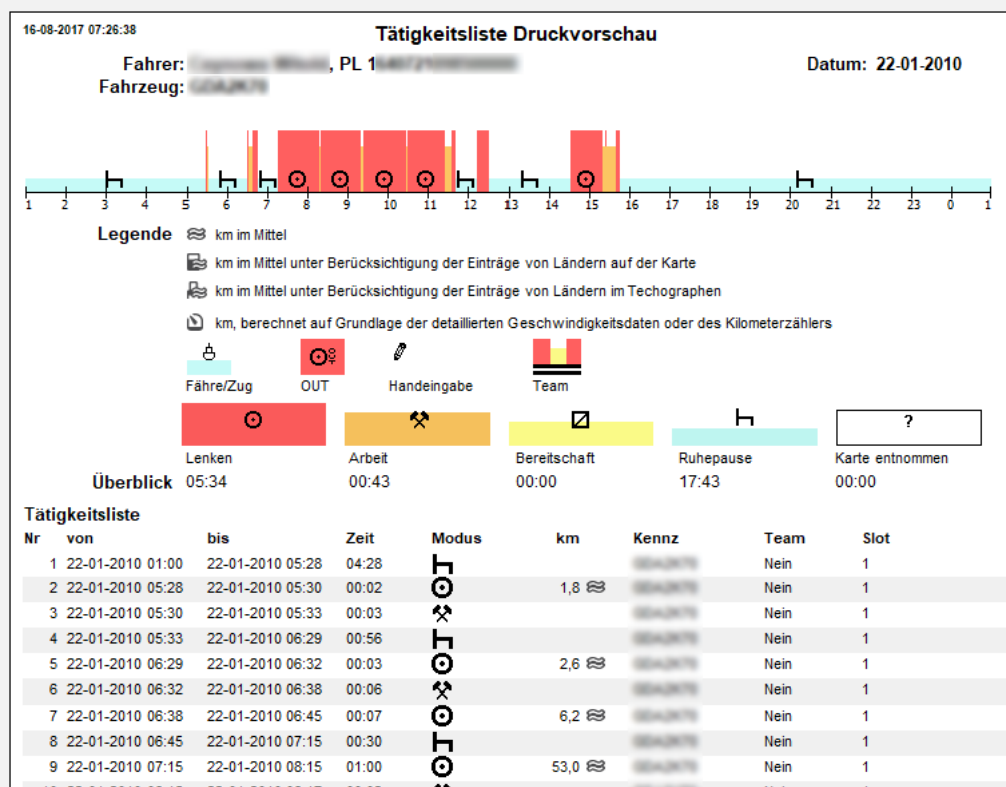 16-08-2017 07:26:38
Tätigkeitsliste Druckvorschau
Fahrer: , PL 1
Datum: 22-01-2010
Fahrzeug:
1 2 3 4 5 6 7 8 9 10 11 12 13 14 15 16 17 18 19 20 21 22 23 0 1
Legende km im Mittel
km im Mittel unter Berücksichtigung der Einträge von Ländern auf der Karte
km im Mittel unter Berücksichtigung der Einträge von Ländern im Techographen
km, berechnet auf Grundlage der detaillierten Geschwindigkeitsdaten oder des Kilometerzählers
Fähre/Zug OUT Handeingabe Team
?
Lenken Arbeit Bereitschaft Ruhepause Karte entnommen
Überblick 05:34 00:43 00:00 17:43 00:00
Tätigkeitsliste
Nr von bis Zeit Modus km Kennz Team Slot
1 22-01-2010 01:00 22-01-2010 05:28 04:28 Nein 1
2 22-01-2010 05:28 22-01-2010 05:30 00:02 1,8 Nein 1
3 22-01-2010 05:30 22-01-2010 05:33 00:03 Nein 1
4 22-01-2010 05:33 22-01-2010 06:29 00:56 Nein 1
5 22-01-2010 06:29 22-01-2010 06:32 00:03 2,6 Nein 1
6 22-01-2010 06:32 22-01-2010 06:38 00:06 Nein 1
7 22-01-2010 06:38 22-01-2010 06:45 00:07 6,2 Nein 1
8 22-01-2010 06:45 22-01-2010 07:15 00:30 Nein 1
9 22-01-2010 07:15 22-01-2010 08:15 01:00 53,0 Nein 1